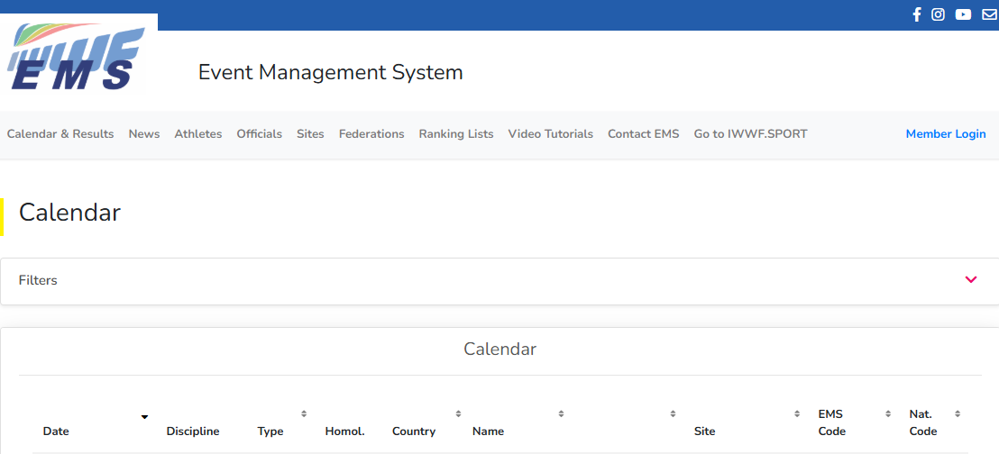 IWWF
EMS
Event Management System
Calendar & Results News Athletes Officials Sites Federations Ranking Lists Video Tutorials Contact EMS Go to IWWF.SPORT Member Login
Calendar
Filters
Calendar
Date Discipline Type Homol. Country Name Site EMS Code Nat. Code